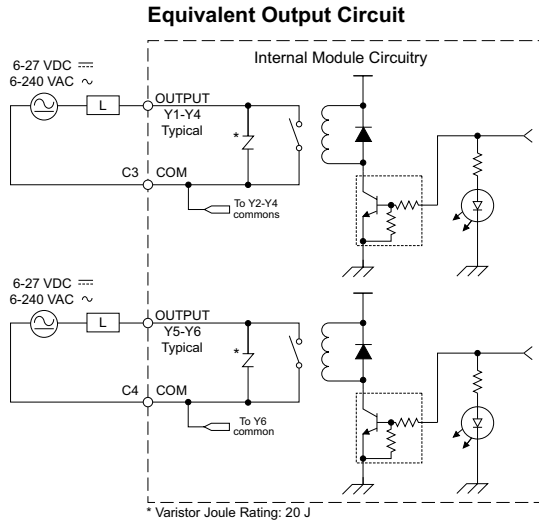 Equivalent Output Circuit
Internal Module Circuitry
6-27 VDC ⎓
6-240 VAC ∿
L
OUTPUT
Y1-Y4
Typical
*
C3
COM
To Y2-Y4
commons
6-27 VDC ⎓
6-240 VAC ∿
L
OUTPUT
Y5-Y6
Typical
*
C4
COM
To Y6
common
* Varistor Joule Rating: 20 J